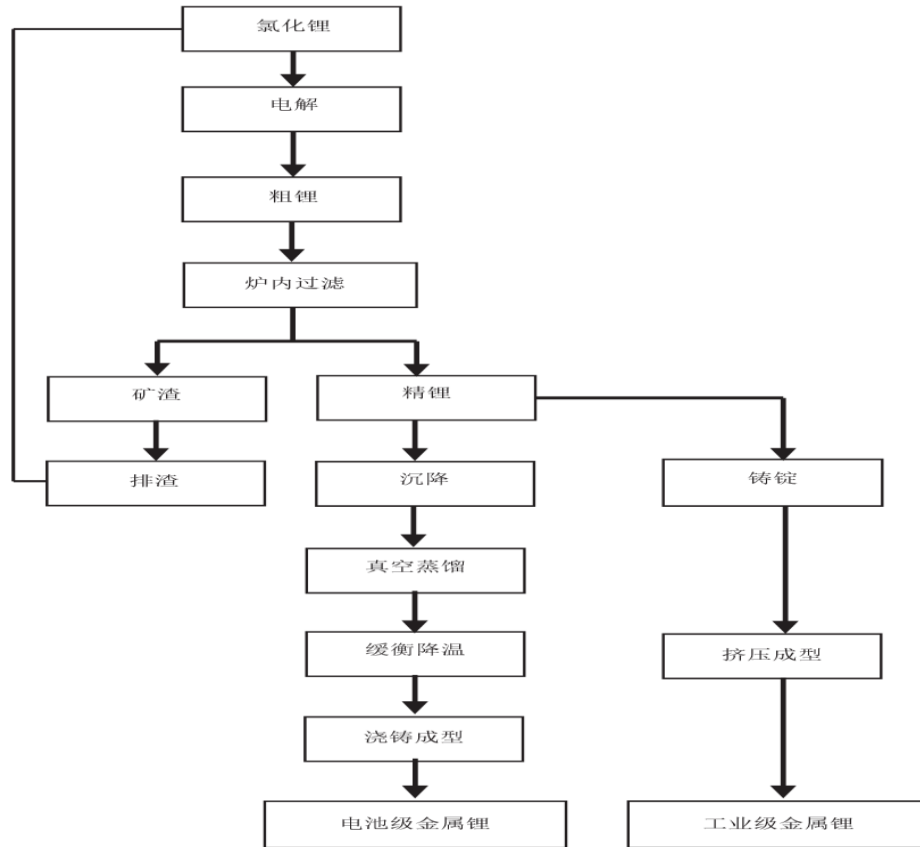 氯化锂
电解
粗锂
炉内过滤
矿渣
精锂
排渣
沉降
铸锭
真空蒸馏
缓衡降温
挤压成型
浇铸成型
电池级金属锂
工业级金属锂